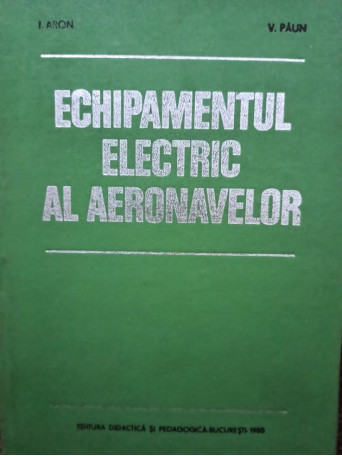 I. ARON V. PĂUN
ECHIPAMENTUL
ELECTRIC
AL AERONAVELOR
EDITURA DIDACTICĂ ȘI PEDAGOGICĂ-BUCUREȘTI-1980